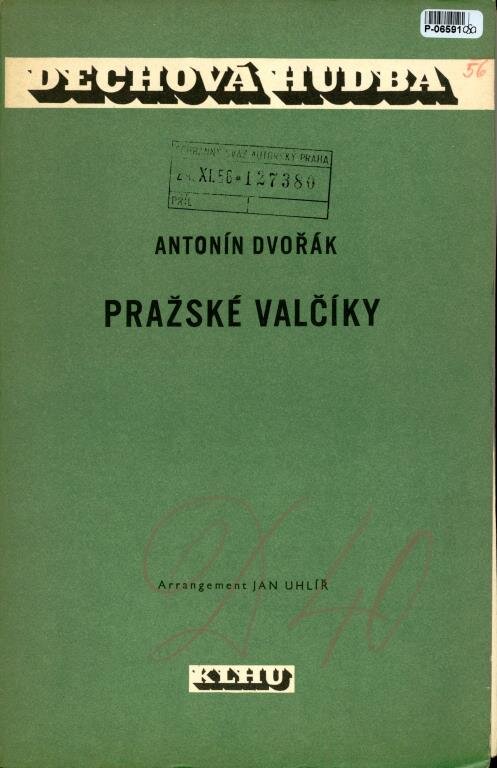 P-06591
DECHOVÁ HUDBA
56
OCHRANNÝ SVAZ AUTORSKÝ PRAHA
XI.56 * 127380
PŘÍL.
ANTONÍN DVOŘÁK
PRAŽSKÉ VALČÍKY
D 40
Arrangement JAN UHLÍŘ
KLHU